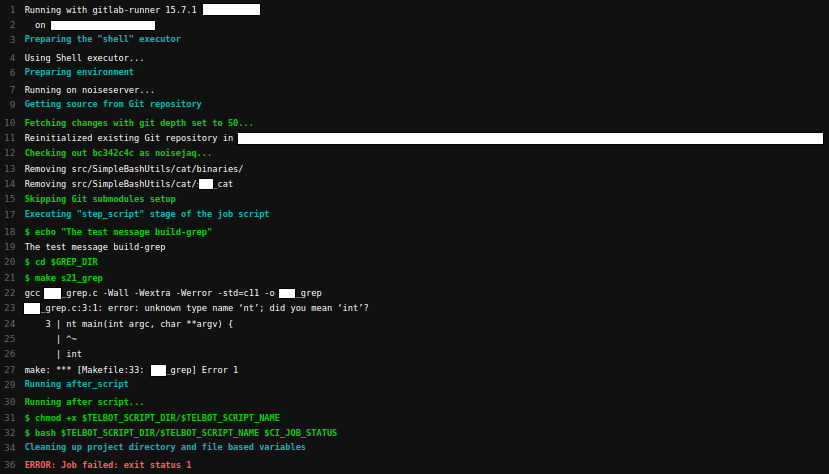 1 Running with gitlab-runner 15.7.1
2 on
3 Preparing the "shell" executor
4 Using Shell executor...
6 Preparing environment
7 Running on noiseserver...
9 Getting source from Git repository
10 Fetching changes with git depth set to 50...
11 Reinitialized existing Git repository in
12 Checking out bc342c4c as noisejaq...
13 Removing src/SimpleBashUtils/cat/binaries/
14 Removing src/SimpleBashUtils/cat/ _cat
15 Skipping Git submodules setup
17 Executing "step_script" stage of the job script
18 $ echo "The test message build-grep"
19 The test message build-grep
20 $ cd $GREP_DIR
21 $ make s21_grep
22 gcc _grep.c -Wall -Wextra -Werror -std=c11 -o _grep
23 _grep.c:3:1: error: unknown type name ‘nt’; did you mean ‘int’?
24 3 | nt main(int argc, char **argv) {
25 | ^~
26 | int
27 make: *** [Makefile:33: _grep] Error 1
29 Running after_script
30 Running after script...
31 $ chmod +x $TELBOT_SCRIPT_DIR/$TELBOT_SCRIPT_NAME
32 $ bash $TELBOT_SCRIPT_DIR/$TELBOT_SCRIPT_NAME $CI_JOB_STATUS
34 Cleaning up project directory and file based variables
36 ERROR: Job failed: exit status 1